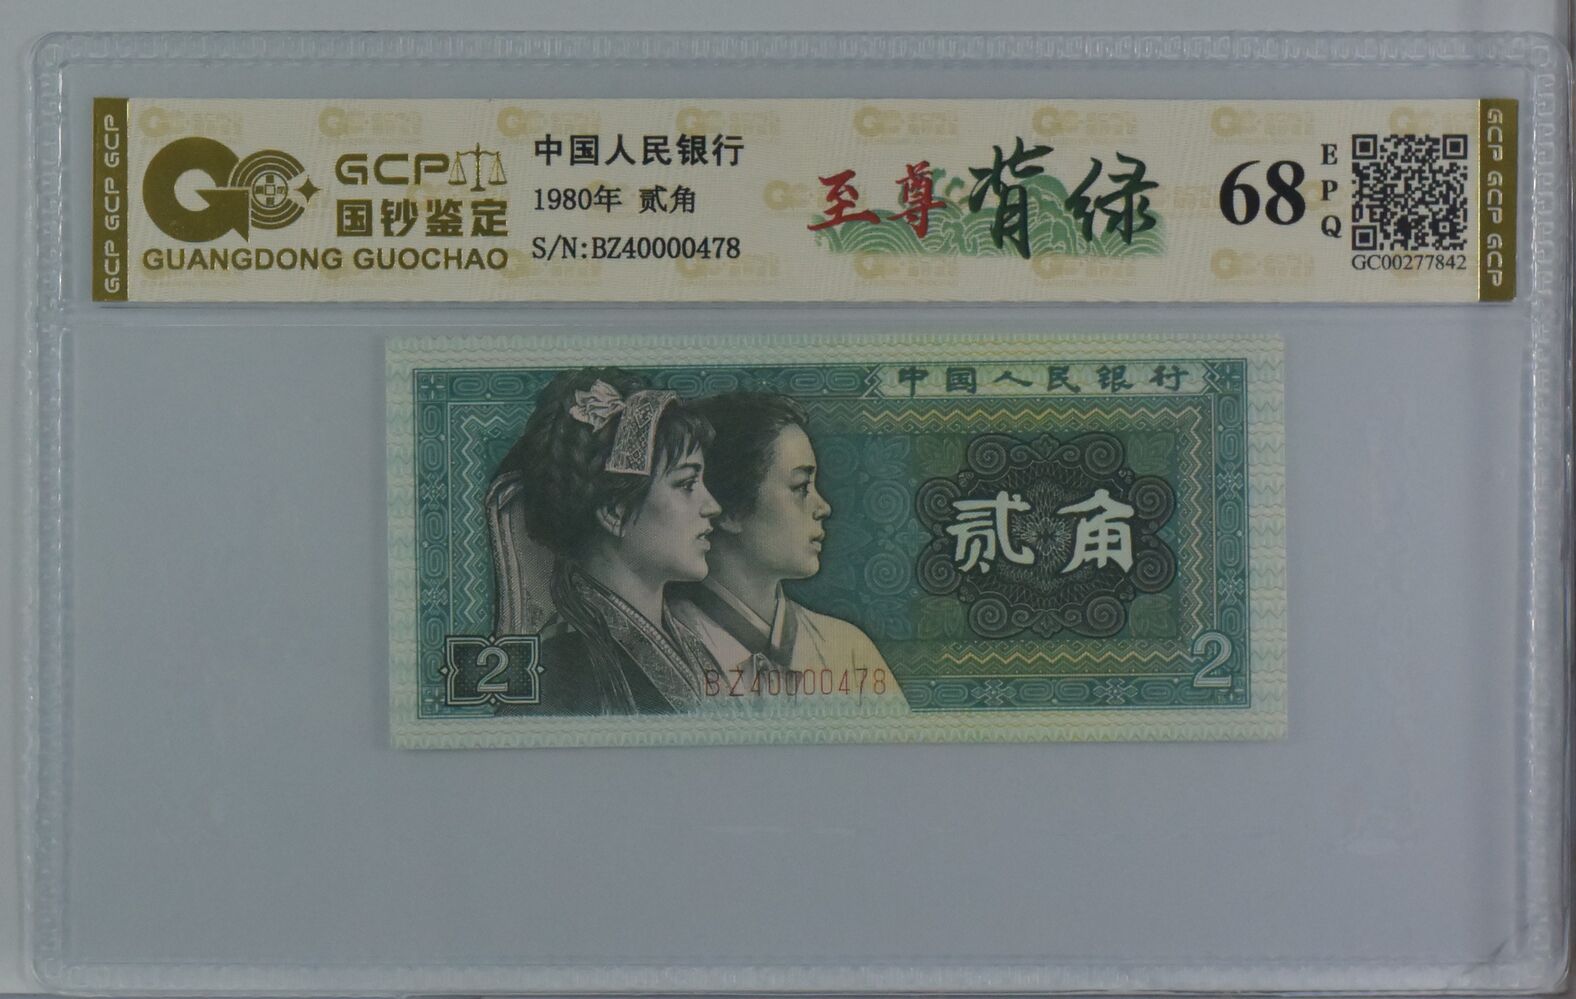 GCP GCP GCP
GCP
国钞鉴定
GUANGDONG GUOCHAO
中国人民银行
1980年 贰角
S/N:BZ40000478
至尊 背绿
68
EPQ
GC00277842
GCP GCP GCP
中国人民银行
贰角
2
BZ40000478
2